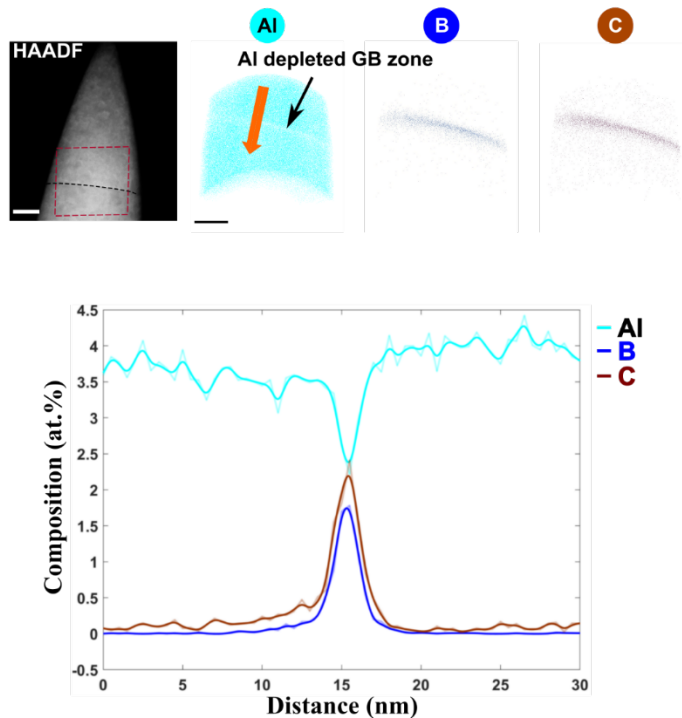 Al
B
C
HAADF
Al depleted GB zone
4.5
4
3.5
3
2.5
2
1.5
1
0.5
0
-0.5
Composition (at.%)
0
5
10
15
20
25
30
Distance (nm)
Al
B
C